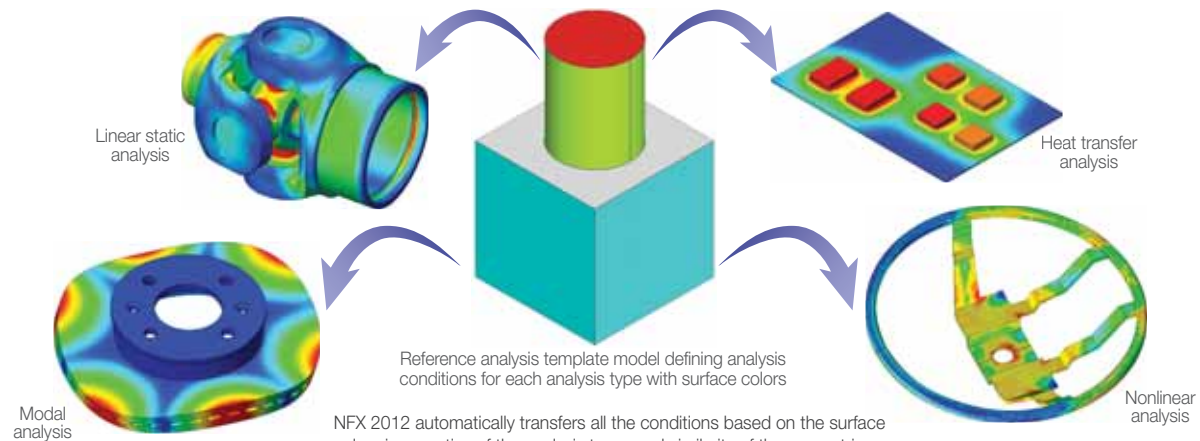 Linear static
analysis
Heat transfer
analysis
Reference analysis template model defining analysis
conditions for each analysis type with surface colors
Modal
analysis
Nonlinear
analysis
NFX 2012 automatically transfers all the conditions based on the surface